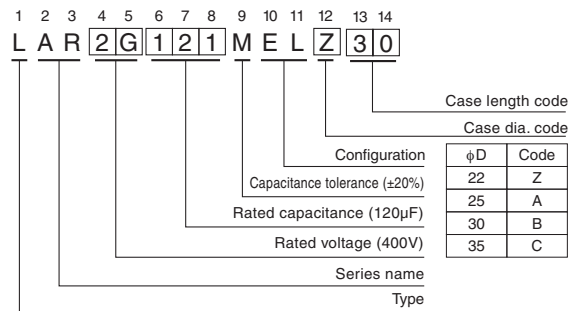 1 2 3 4 5 6 7 8 9 10 11 12 13 14
L A R 2 G 1 2 1 M E L Z 3 0
Case length code
Case dia. code
Configuration
Capacitance tolerance (±20%)
Rated capacitance (120µF)
Rated voltage (400V)
Series name
Type
ϕD Code
22 Z
25 A
30 B
35 C